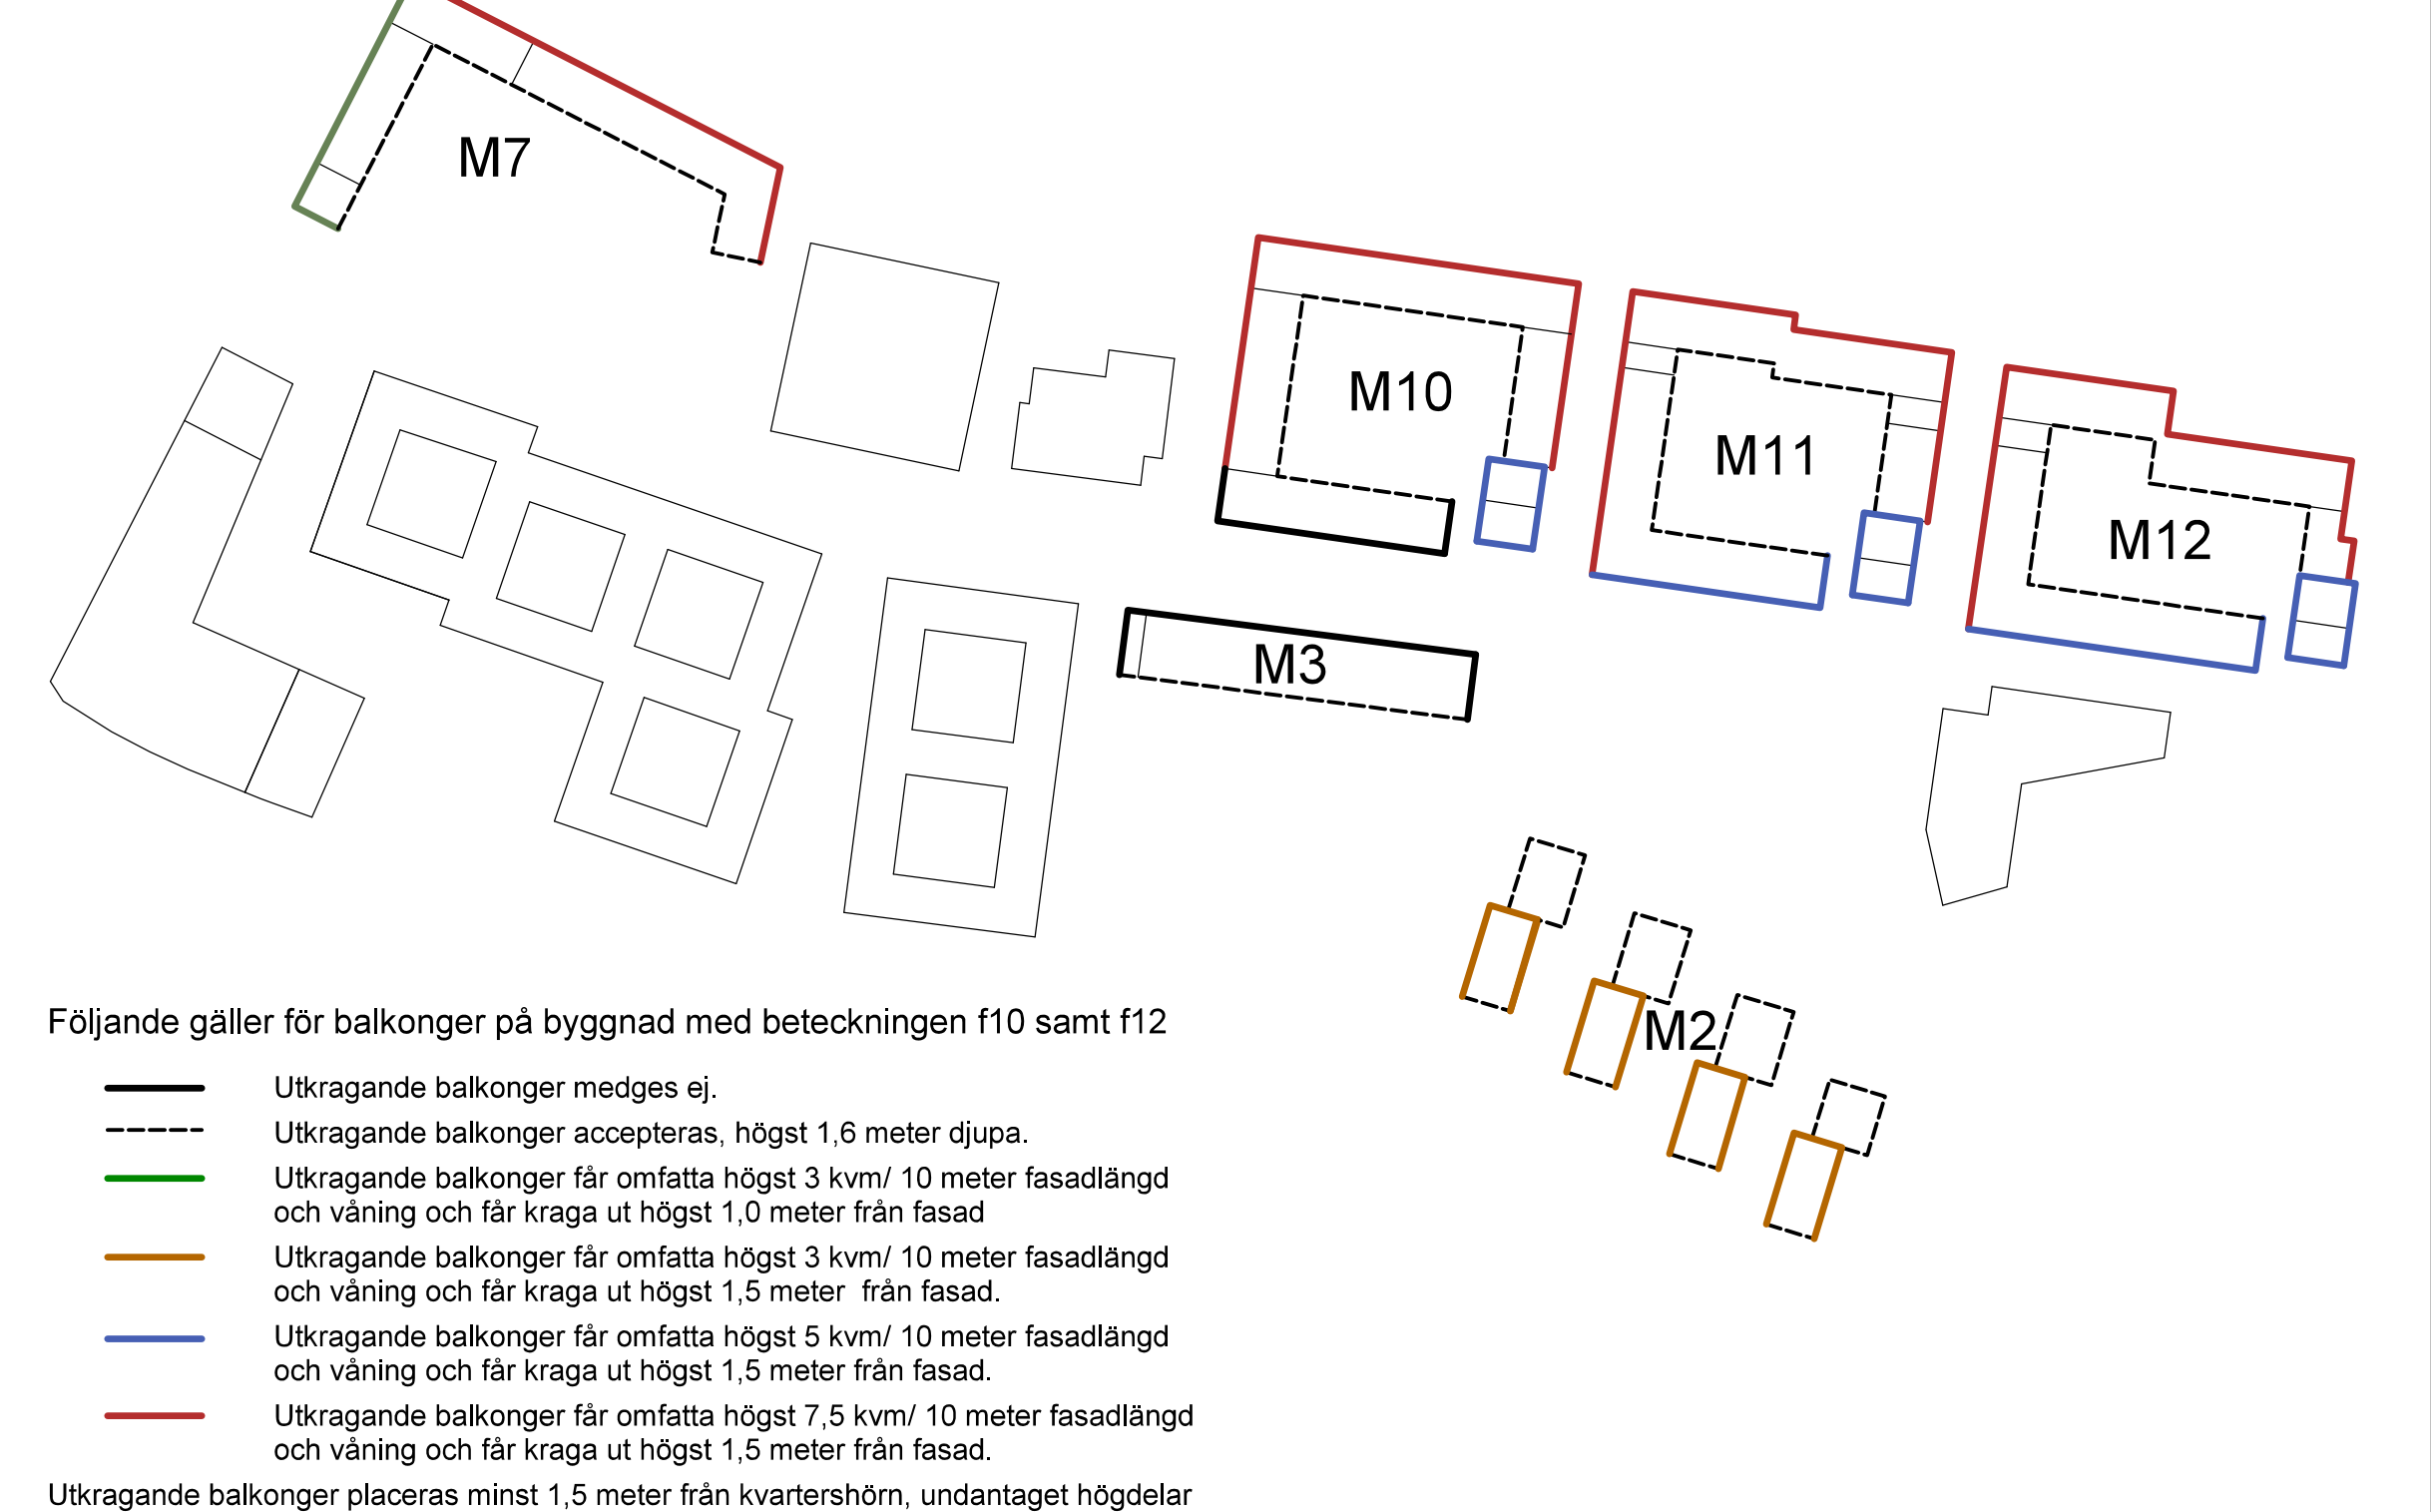 M7
M10
M11
M12
M3
M2
Följande gäller för balkonger på byggnad med beteckningen f10 samt f12
Utkragande balkonger medges ej.
Utkragande balkonger accepteras, högst 1,6 meter djupa.
Utkragande balkonger får omfatta högst 3 kvm/ 10 meter fasadlängd
och våning och får kraga ut högst 1,0 meter från fasad
Utkragande balkonger får omfatta högst 3 kvm/ 10 meter fasadlängd
och våning och får kraga ut högst 1,5 meter  från fasad.
Utkragande balkonger får omfatta högst 5 kvm/ 10 meter fasadlängd
och våning och får kraga ut högst 1,5 meter från fasad.
Utkragande balkonger får omfatta högst 7,5 kvm/ 10 meter fasadlängd
och våning och får kraga ut högst 1,5 meter från fasad.
Utkragande balkonger placeras minst 1,5 meter från kvartershörn, undantaget högdelar